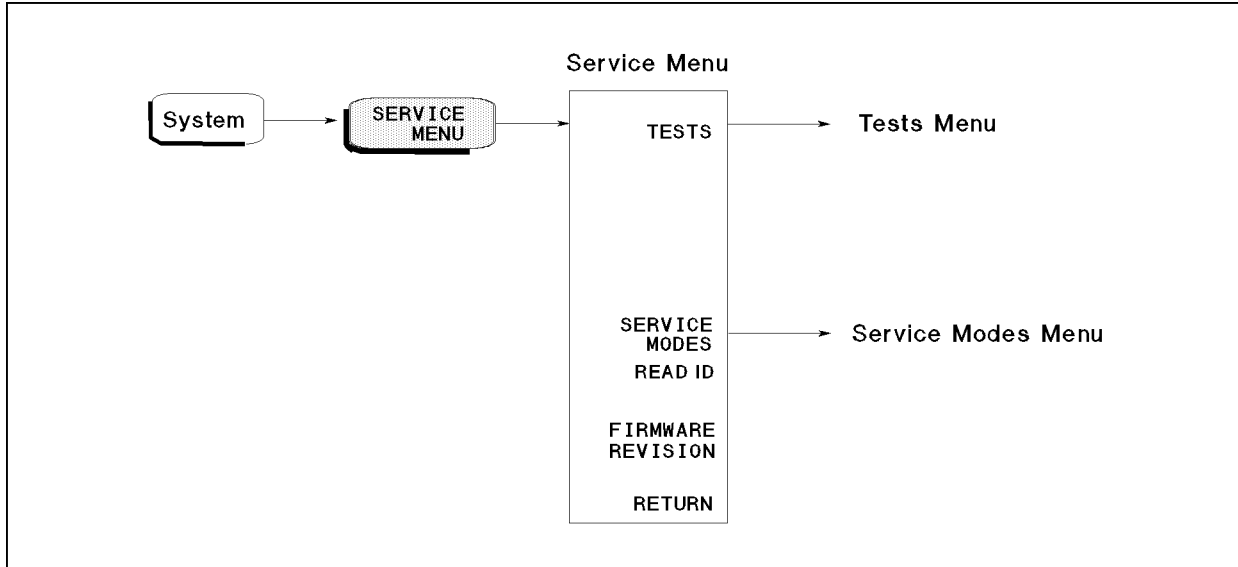 Service Menu
System
SERVICE
MENU
TESTS
Tests Menu
SERVICE
MODES
Service Modes Menu
READ ID
FIRMWARE
REVISION
RETURN